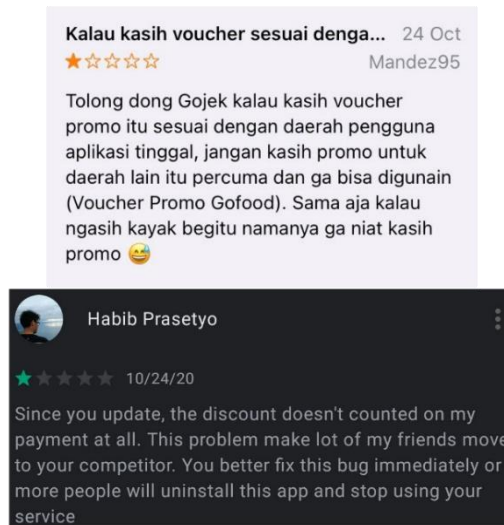 Kalau kasih voucher sesuai denga... 24 Oct
Mandez95
Tolong dong Gojek kalau kasih voucher
promo itu sesuai dengan daerah pengguna
aplikasi tinggal, jangan kasih promo untuk
daerah lain itu percuma dan ga bisa digunain
(Voucher Promo Gofood). Sama aja kalau
ngasih kayak begitu namanya ga niat kasih
promo 😅
Habib Prasetyo
10/24/20
Since you update, the discount doesn't counted on my
payment at all. This problem make lot of my friends move
to your competitor. You better fix this bug immediately or
more people will uninstall this app and stop using your
service